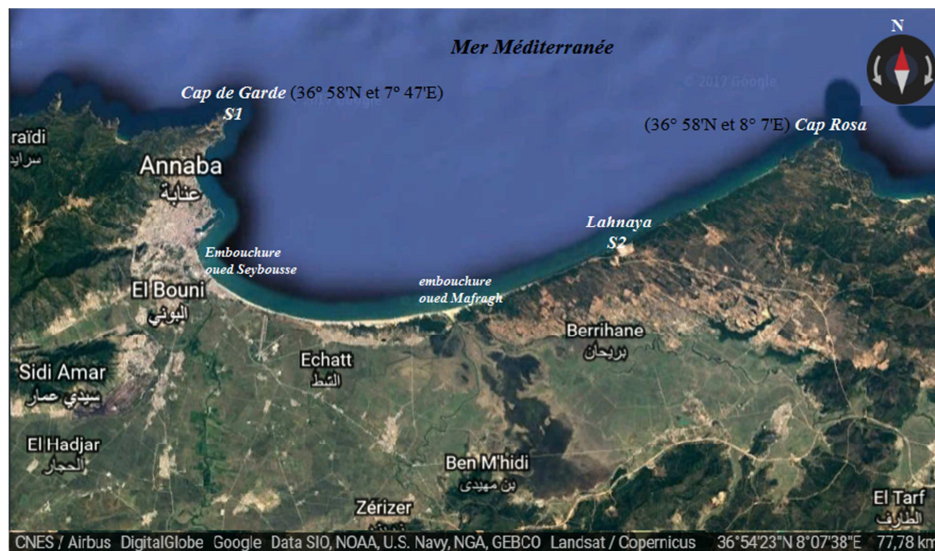 N
Mer Méditerranée
© 2017 Google
Cap de Garde (36° 58'N et 7° 47'E)
S1
(36° 58'N et 8° 7'E) Cap Rosa
raïdi
سرايد
Annaba
عنابة
Lahnaya
S2
Embouchure
oued Seybousse
embouchure
oued Mafragh
El Bouni
البوني
Berrihane
بريحان
Echatt
الشط
Sidi Amar
سيدي عمار
El Hadjar
الحجار
Ben M'hidi
بن مهيدي
Zérizer
El Tarf
الطارف
CNES / Airbus DigitalGlobe Google Data SIO, NOAA, U.S. Navy, NGA, GEBCO Landsat / Copernicus 36°54'23"N 8°07'38"E 77,78 km